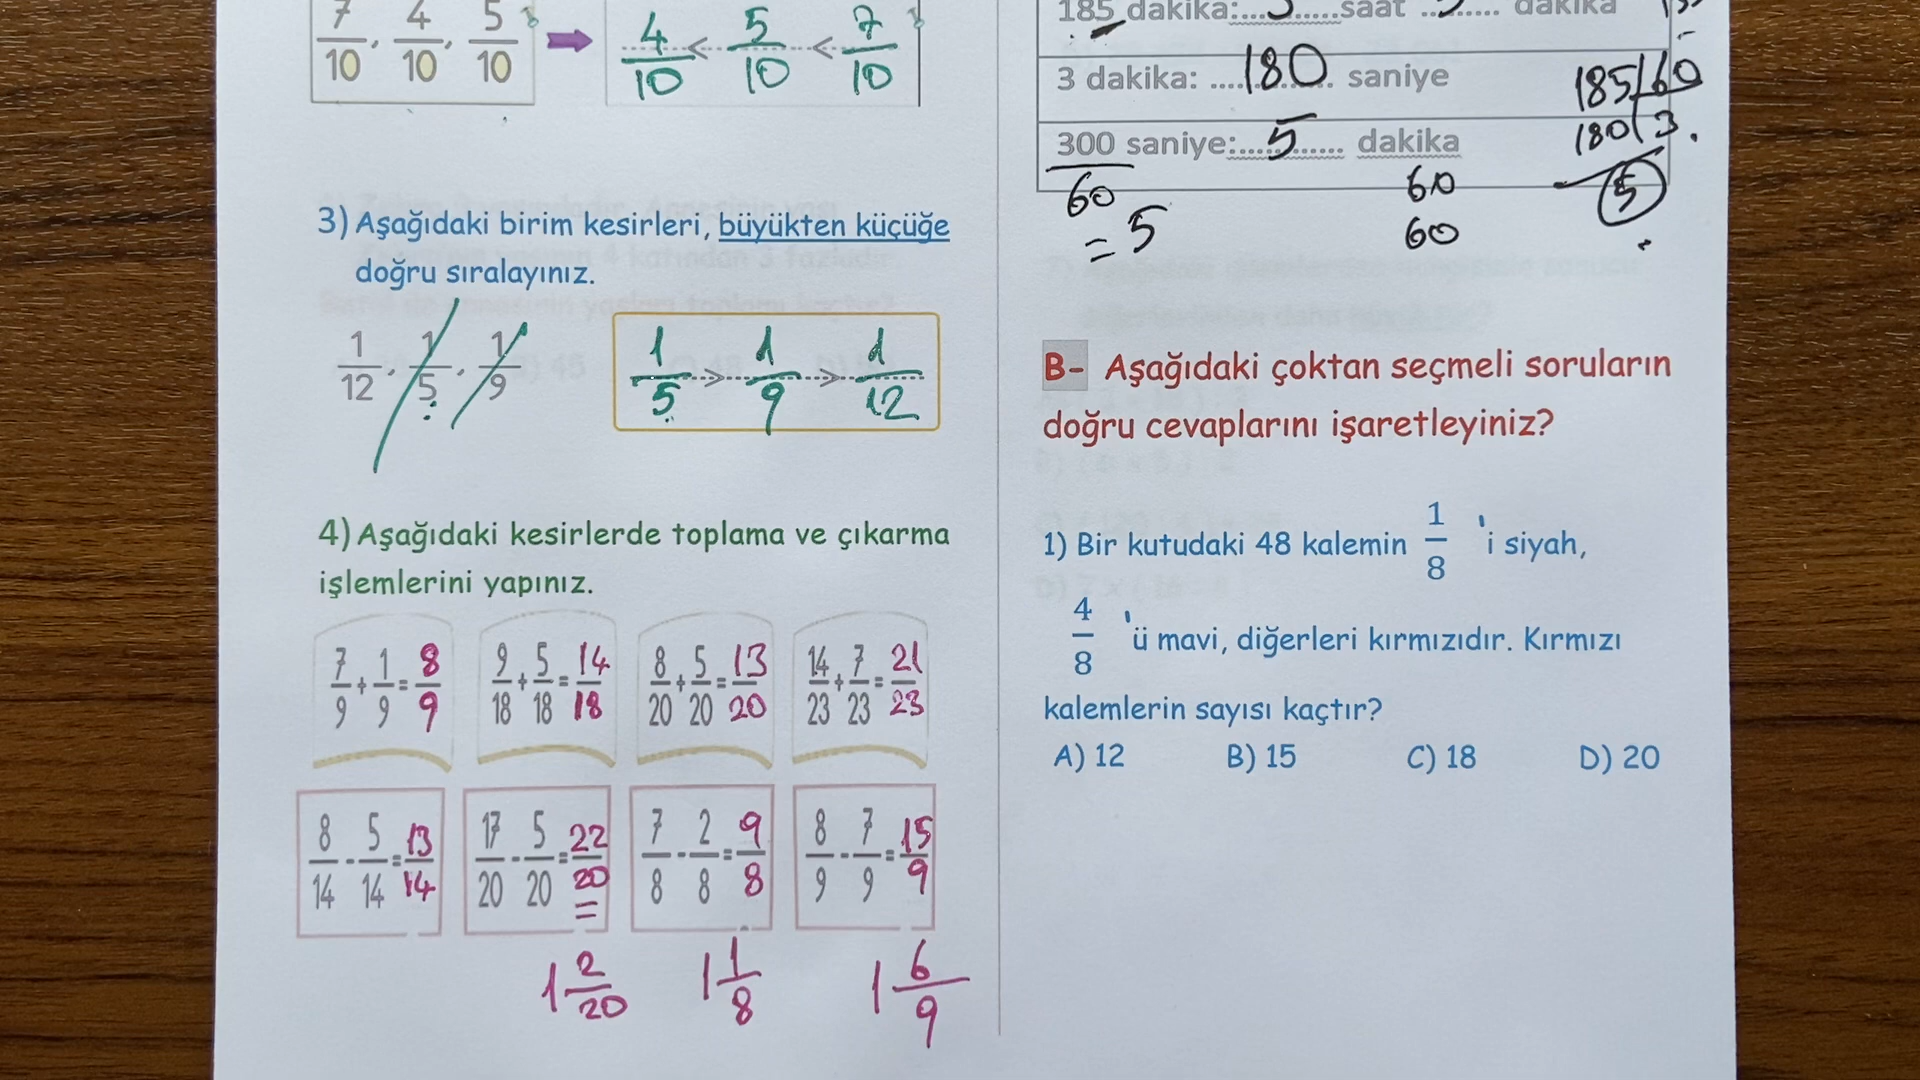 7/10, 4/10, 5/10 ➡ 4/10 < 5/10 < 7/10
3) Aşağıdaki birim kesirleri, büyükten küçüğe
doğru sıralayınız.
1/12, 1/5, 1/9
1/5 > 1/9 > 1/12
4) Aşağıdaki kesirlerde toplama ve çıkarma
işlemlerini yapınız.
7/9 + 1/9 = 8/9
9/18 + 5/18 = 14/18
8/20 + 5/20 = 13/20
14/23 + 7/23 = 21/23
8/14 - 5/14 = 13/14
17/20 - 5/20 = 22/20 =
7/8 - 2/8 = 9/8
8/9 - 7/9 = 15/9
1 2/20
1 1/8
1 6/9
185 dakika:.........saat ......... dakika
3 dakika: ....180 saniye
300 saniye:....5........ dakika
60
= 5
60
60
185 60
180 3
5
B- Aşağıdaki çoktan seçmeli soruların
doğru cevaplarını işaretleyiniz?
1) Bir kutudaki 48 kalemin 1/8 'i siyah,
4/8 'ü mavi, diğerleri kırmızıdır. Kırmızı
kalemlerin sayısı kaçtır?
A) 12 B) 15 C) 18 D) 20